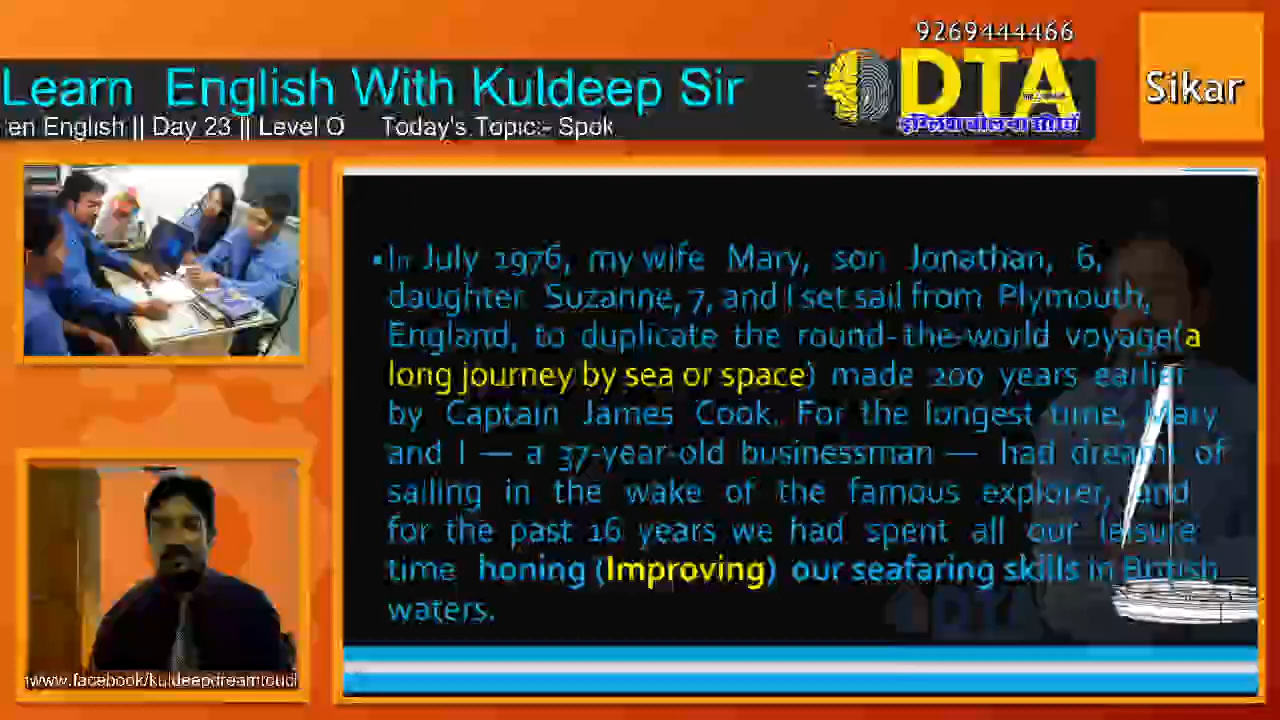 9269444466
DTA
Sikar
Learn English With Kuldeep Sir
en English || Day 23 || Level O Today's Topic:- Spok
In July 1976, my wife Mary, son Jonathan, 6,
daughter Suzanne, 7, and I set sail from Plymouth,
England, to duplicate the round-the-world voyage(a
long journey by sea or space) made 200 years earlier
by Captain James Cook. For the longest time, Mary
and I — a 37-year-old businessman — had dreamt of
sailing in the wake of the famous explorer, and
for the past 16 years we had spent all our leisure
time honing (Improving) our seafaring skills in British
waters.
DTA